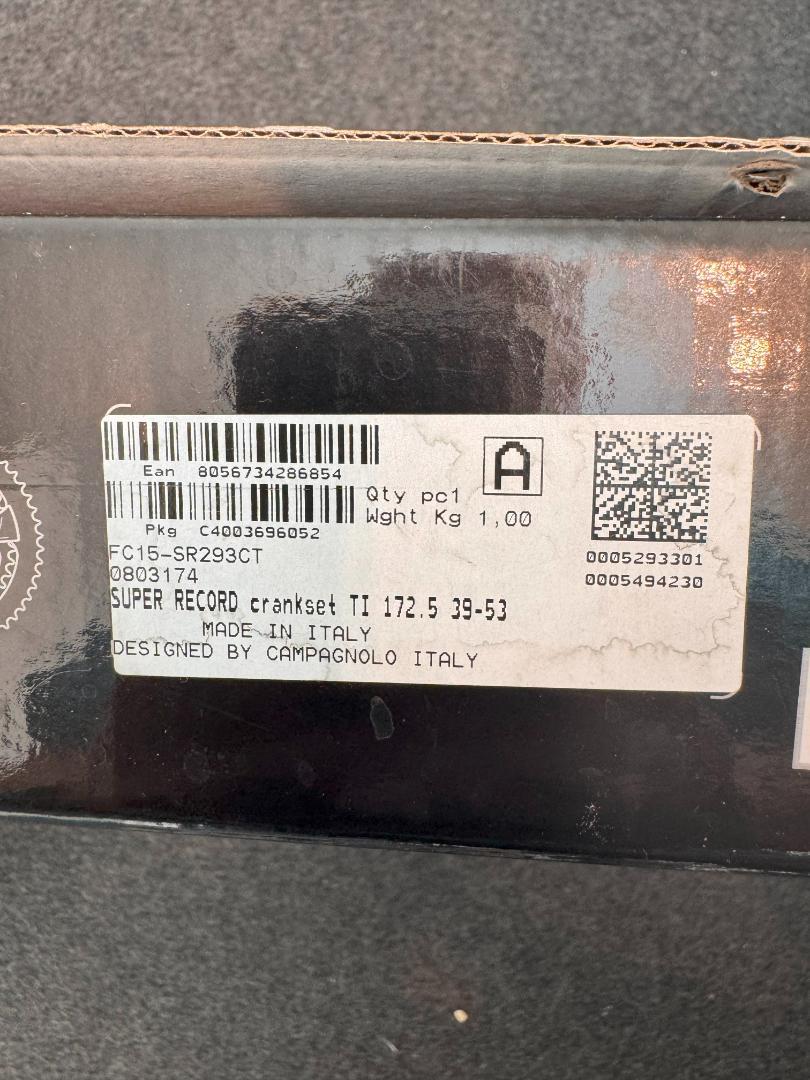 Ean 8056734286854
Pkg C4003696052
Qty pc1
Wght Kg 1,00
A
0005293301
0005494230
FC15-SR293CT
0803174
SUPER RECORD crankset TI 172.5 39-53
MADE IN ITALY
DESIGNED BY CAMPAGNOLO ITALY